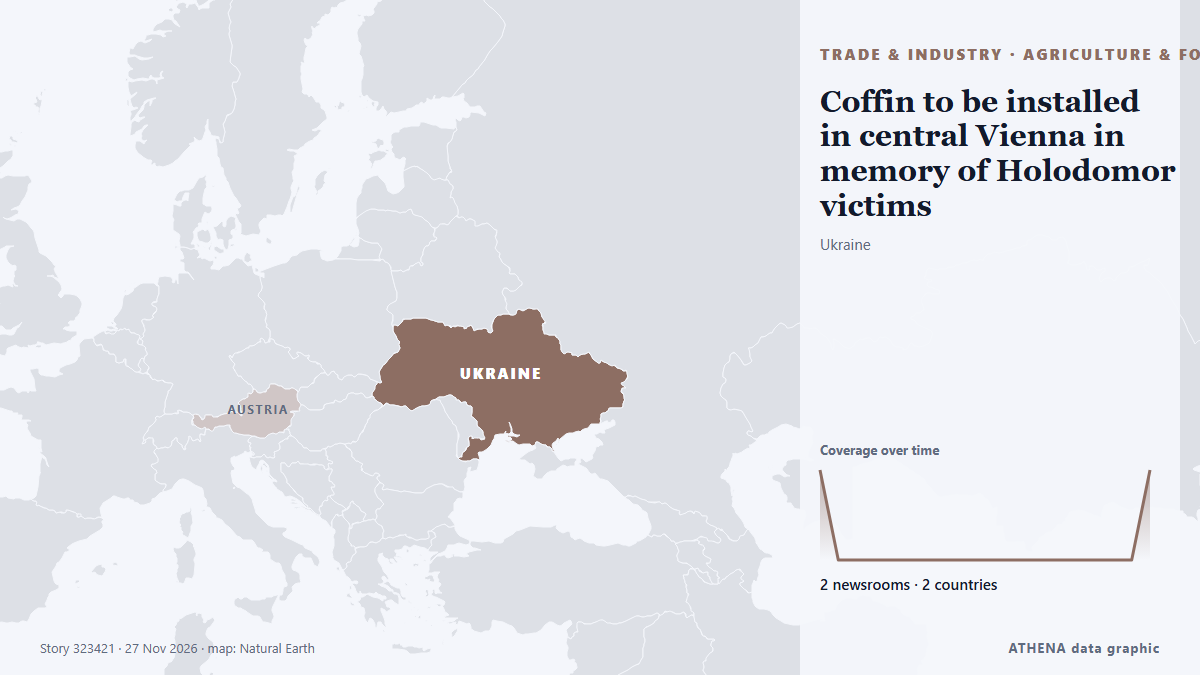 TRADE & INDUSTRY · AGRICULTURE & FO
Coffin to be installed
in central Vienna in
memory of Holodomor
victims
Ukraine
UKRAINE
AUSTRIA
Coverage over time
2 newsrooms · 2 countries
Story 323421 · 27 Nov 2026 · map: Natural Earth
ATHENA data graphic